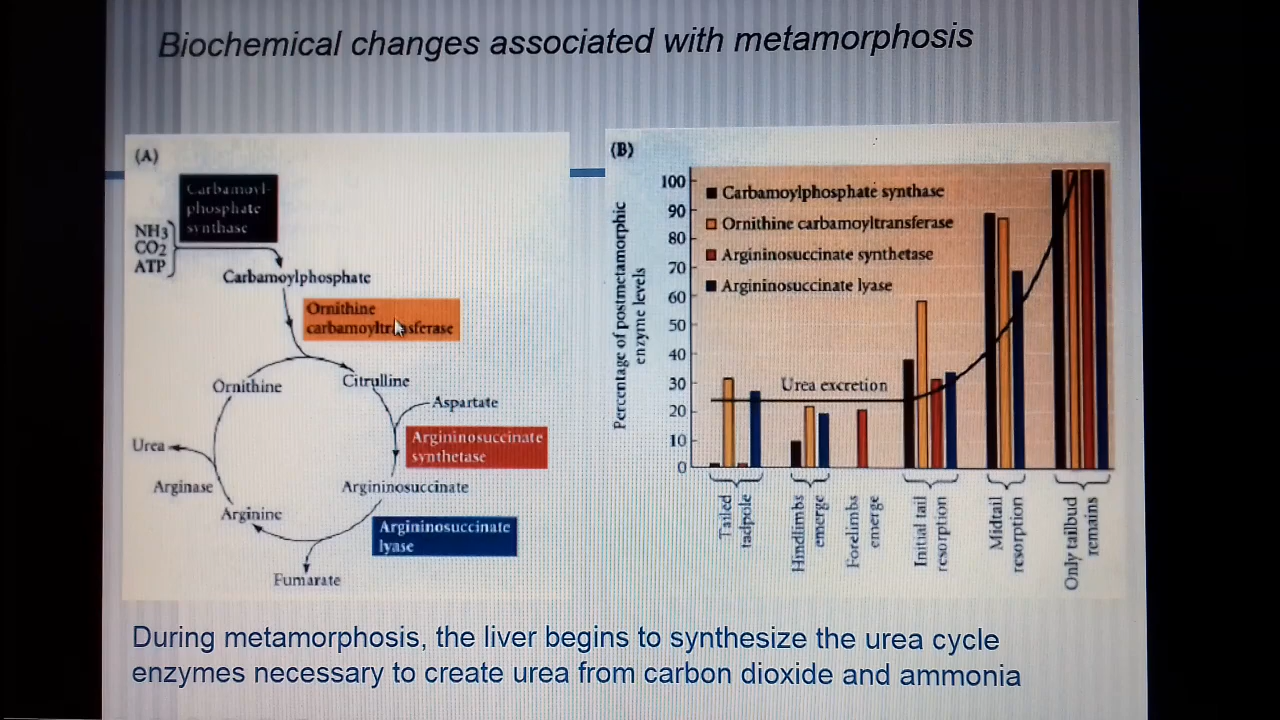 Biochemical changes associated with metamorphosis
(A)
Carbamoyl-
phosphate
synthase
NH3
CO2
ATP
Carbamoylphosphate
Ornithine
carbamoyltransferase
Ornithine
Citrulline
Aspartate
Urea
Argininosuccinate
synthetase
Arginase
Argininosuccinate
Arginine
Argininosuccinate
lyase
Fumarate
(B)
Percentage of postmetamorphic
enzyme levels
100
90
80
70
60
50
40
30
20
10
0
Carbamoylphosphate synthase
Ornithine carbamoyltransferase
Argininosuccinate synthetase
Argininosuccinate lyase
Urea excretion
Tailed
tadpole
Hindlimbs
emerge
Forelimbs
emerge
Initial tail
resorption
Midtail
resorption
Only tailbud
remains
During metamorphosis, the liver begins to synthesize the urea cycle
enzymes necessary to create urea from carbon dioxide and ammonia